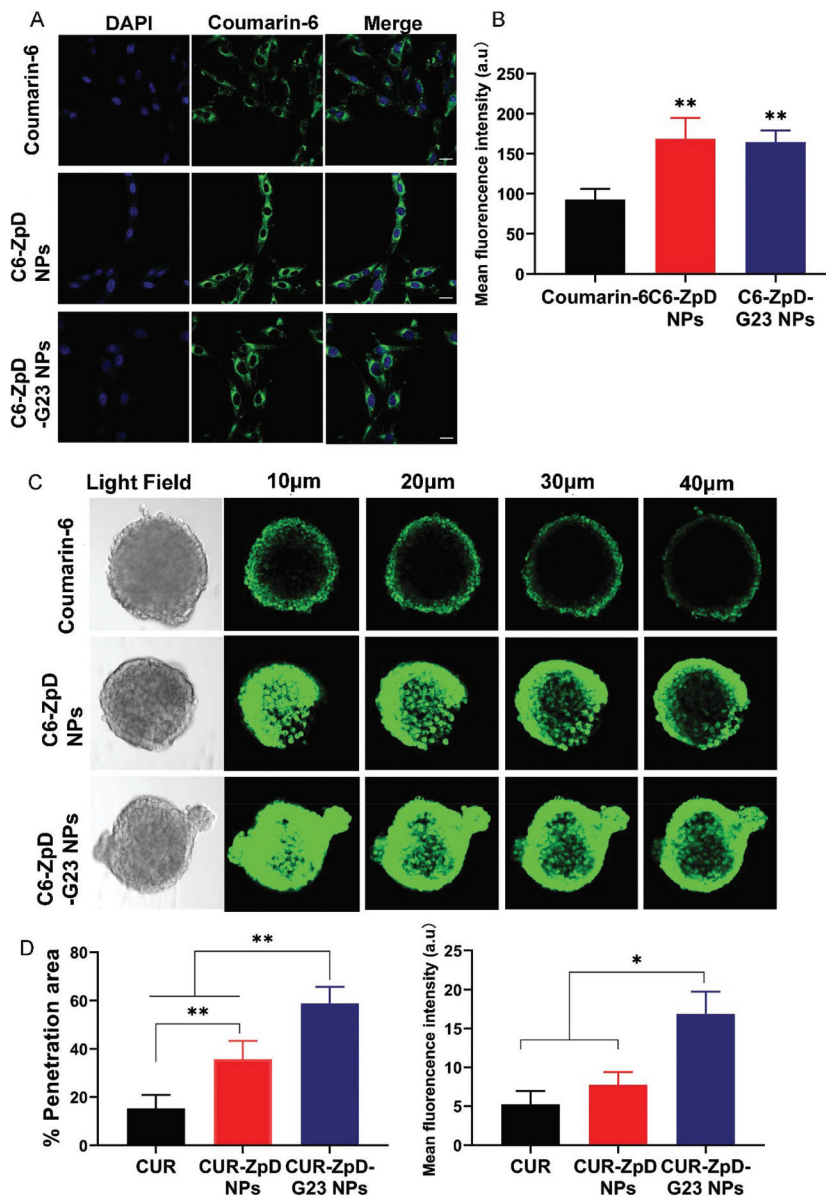 A
DAPI
Coumarin-6
Merge
Coumarin-6
C6-ZpD
NPs
C6-ZpD
-G23 NPs
B
Mean fluorencence intensity (a.u)
250
200
150
100
50
0
**
**
Coumarin-6
C6-ZpD
NPs
C6-ZpD-
G23 NPs
C
Light Field
10μm
20μm
30μm
40μm
Coumarin-6
C6-ZpD
NPs
C6-ZpD
-G23 NPs
D
% Penetration area
80
60
40
20
0
**
**
CUR
CUR-ZpD
NPs
CUR-ZpD-
G23 NPs
Mean fluorescence intensity (a.u)
25
20
15
10
5
0
*
CUR
CUR-ZpD
NPs
CUR-ZpD-
G23 NPs